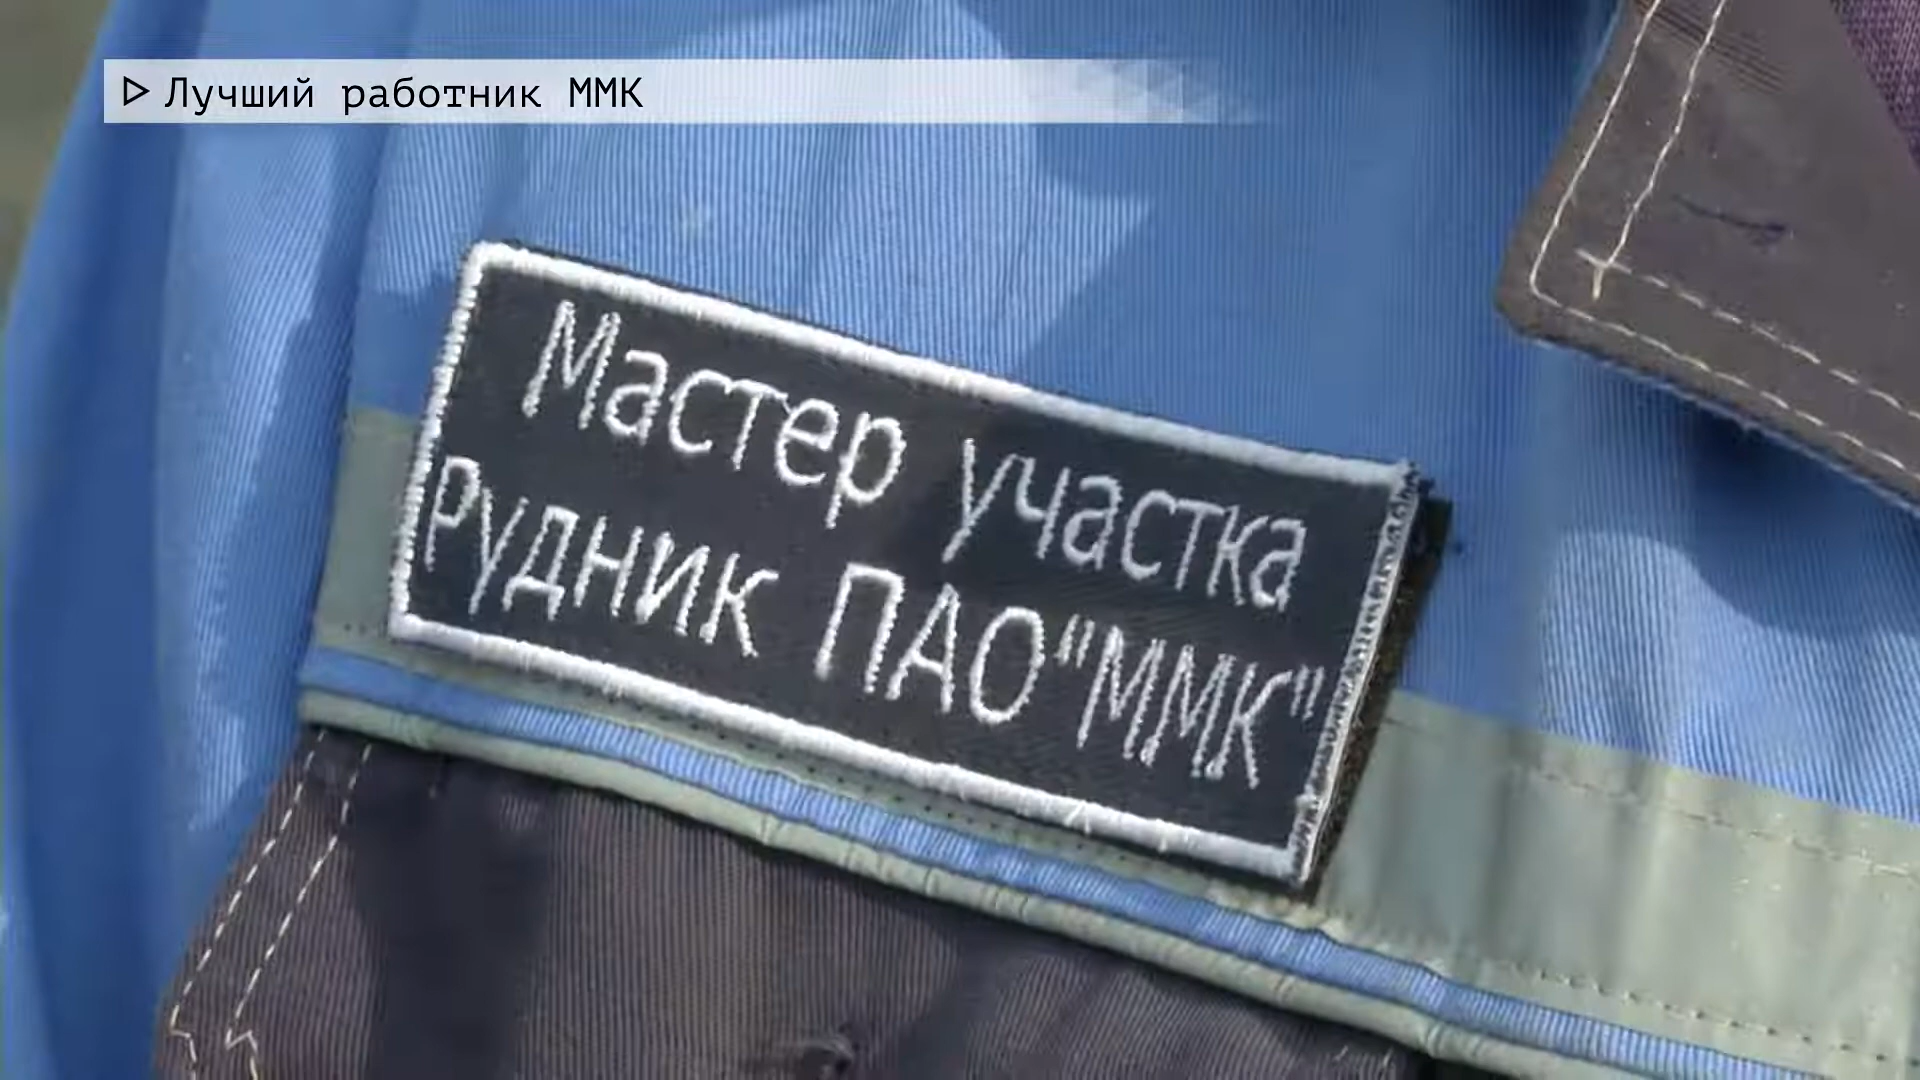 Лучший работник ММК
Мастер участка
Рудник ПАО"ММК"